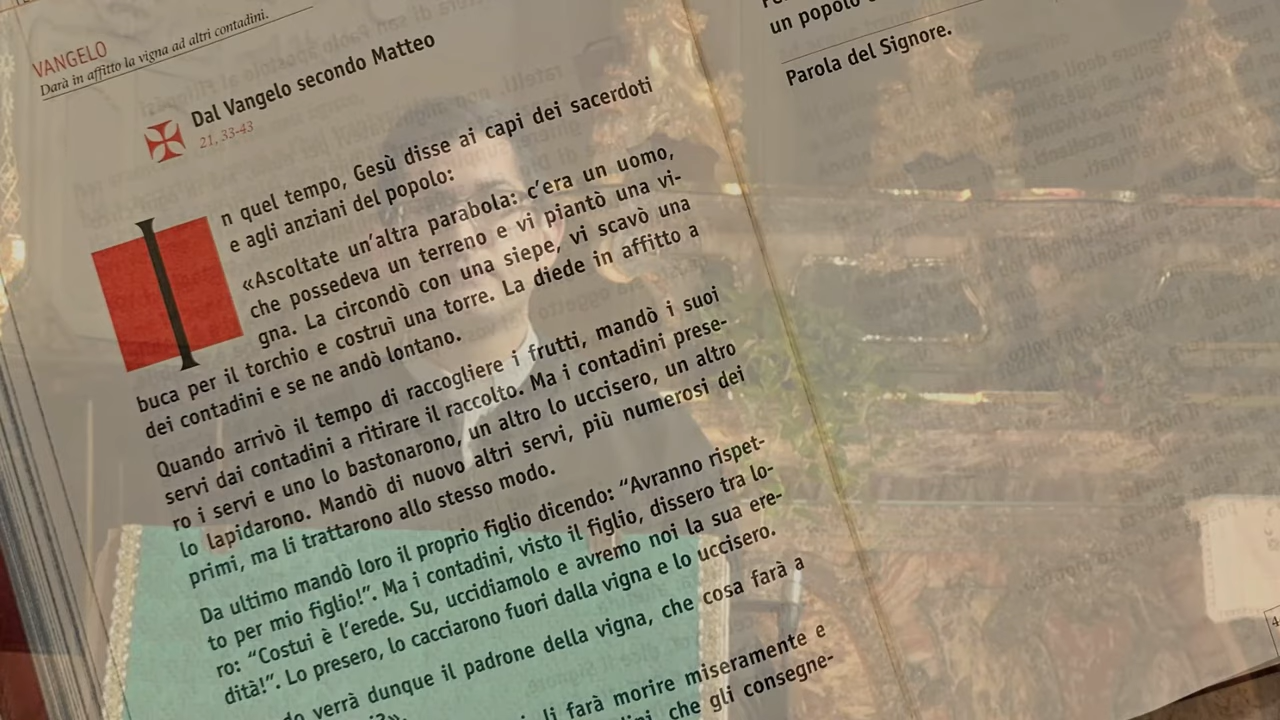 VANGELO
Darà in affitto la vigna ad altri contadini.
Dal Vangelo secondo Matteo
21, 33-43
In quel tempo, Gesù disse ai capi dei sacerdoti
e agli anziani del popolo:
«Ascoltate un'altra parabola: c'era un uomo,
che possedeva un terreno e vi piantò una vi-
gna. La circondò con una siepe, vi scavò una
buca per il torchio e costruì una torre. La diede in affitto a
dei contadini e se ne andò lontano.
Quando arrivò il tempo di raccogliere i frutti, mandò i suoi
servi dai contadini a ritirare il raccolto. Ma i contadini prese-
ro i servi e uno lo bastonarono, un altro lo uccisero, un altro
lo lapidarono. Mandò di nuovo altri servi, più numerosi dei
primi, ma li trattarono allo stesso modo.
Da ultimo mandò loro il proprio figlio dicendo: “Avranno rispet-
to per mio figlio!”. Ma i contadini, visto il figlio, dissero tra lo-
ro: “Costui è l'erede. Su, uccidiamolo e avremo noi la sua ere-
dità!”. Lo presero, lo cacciarono fuori dalla vigna e lo uccisero.
verrà dunque il padrone della vigna, che cosa farà a
li farà morire miseramente e
che gli consegne-
un popolo
Parola del Signore.